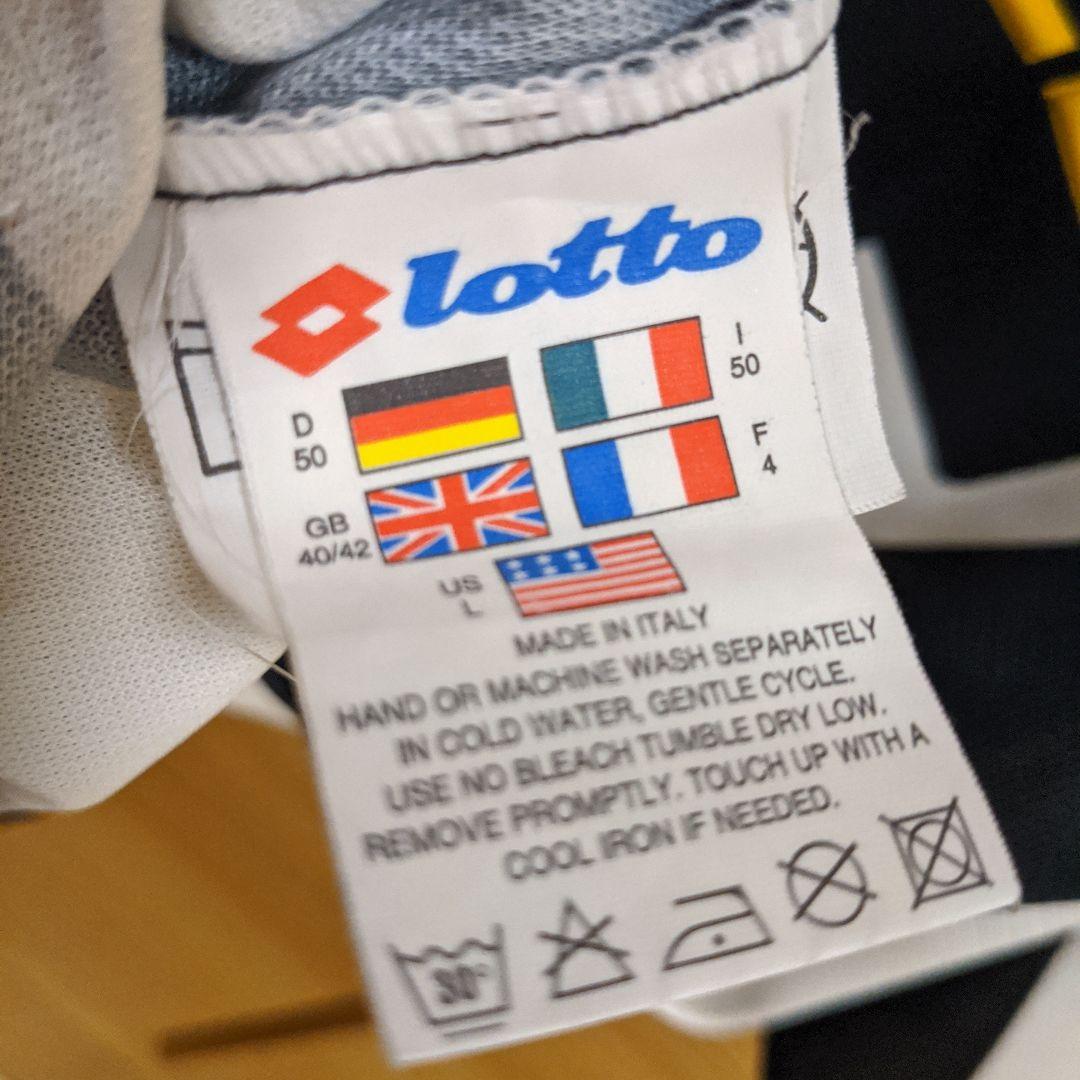 lotto
D
50
I
50
GB
40/42
F
4
US
L
MADE IN ITALY
HAND OR MACHINE WASH SEPARATELY
IN COLD WATER, GENTLE CYCLE.
USE NO BLEACH TUMBLE DRY LOW.
REMOVE PROMPTLY. TOUCH UP WITH A
COOL IRON IF NEEDED.
30°